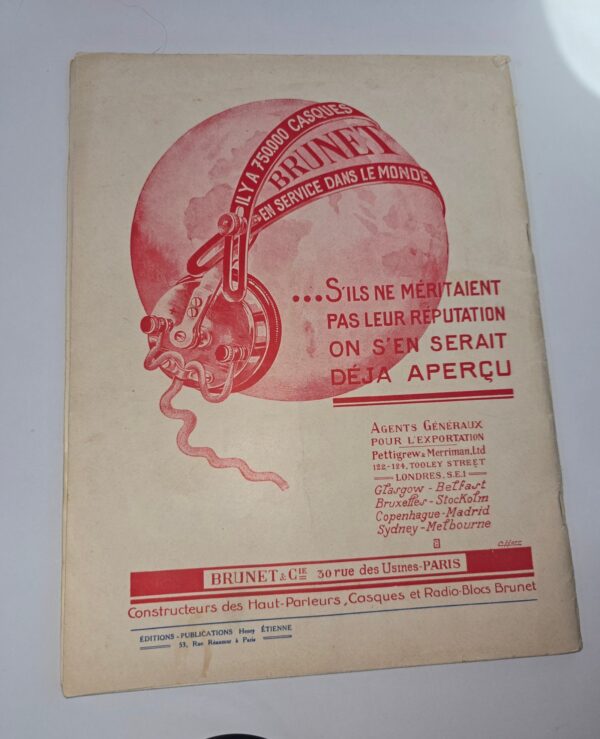 IL Y A 750.000 CASQUES
BRUNET
EN SERVICE DANS LE MONDE
...S'ILS NE MÉRITAIENT
PAS LEUR RÉPUTATION
ON S'EN SERAIT
DÉJA APERÇU
AGENTS GÉNÉRAUX
POUR L'EXPORTATION
Pettigrew & Merriman, Ltd
122-124, TOOLEY STREET
LONDRES. S.E.1
Glasgow - Belfast
Bruxelles - Stockolm
Copenhague - Madrid
Sydney - Melbourne
BRUNET & CIE 30 rue des Usines - PARIS
Constructeurs des Haut-Parleurs, Casques et Radio-Blocs Brunet
ÉDITIONS - PUBLICATIONS Henry ÉTIENNE
53, Rue Réaumur à Paris